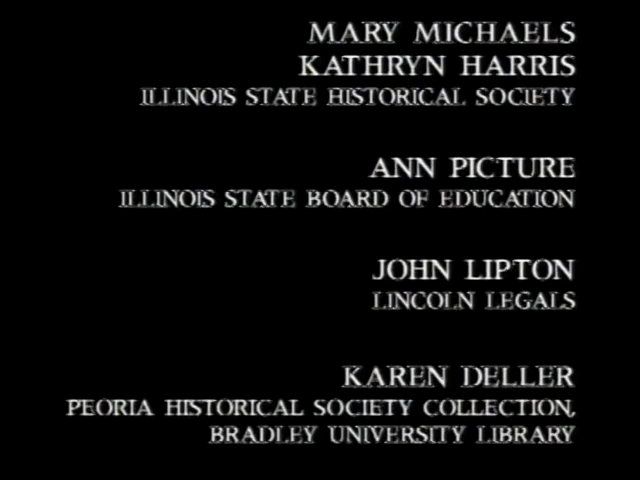 MARY MICHAELS
KATHRYN HARRIS
ILLINOIS STATE HISTORICAL SOCIETY
ANN PICTURE
ILLINOIS STATE BOARD OF EDUCATION
JOHN LIPTON
LINCOLN LEGALS
KAREN DELLER
PEORIA HISTORICAL SOCIETY COLLECTION,
BRADLEY UNIVERSITY LIBRARY